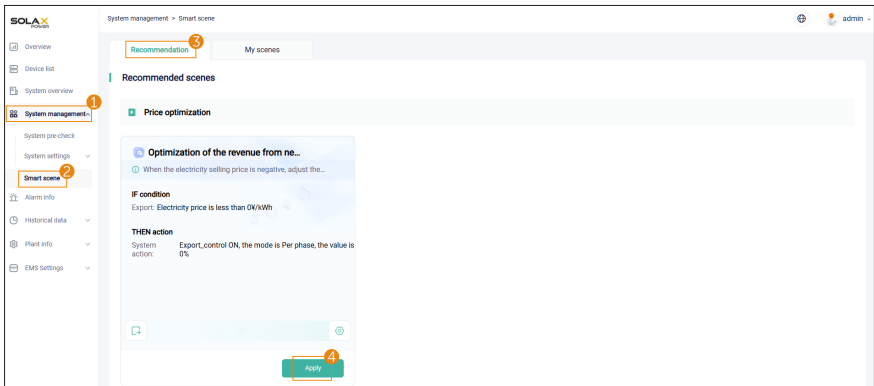 SOLAX
POWER
System management > Smart scene
admin
Overview
Device list
System overview
1
System management
System pre-check
System settings
2
Smart scene
Alarm info
Historical data
Plant info
EMS Settings
3
Recommendation
My scenes
Recommended scenes
Price optimization
Optimization of the revenue from ne...
When the electricity selling price is negative, adjust the...
IF condition
Export: Electricity price is less than 0¥/kWh
THEN action
System action: Export_control ON, the mode is Per phase, the value is
0%
4
Apply